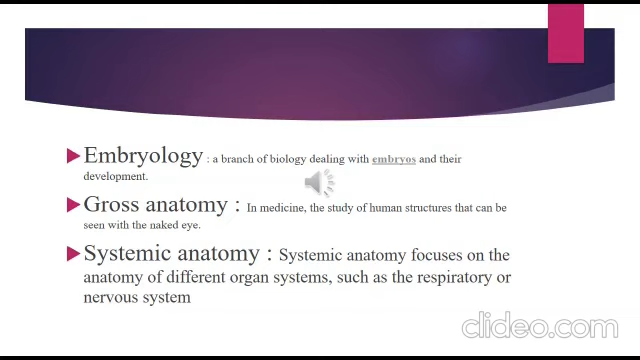 Embryology : a branch of biology dealing with embryos and their
development.
Gross anatomy : In medicine, the study of human structures that can be
seen with the naked eye.
Systemic anatomy : Systemic anatomy focuses on the
anatomy of different organ systems, such as the respiratory or
nervous system
clideo.com